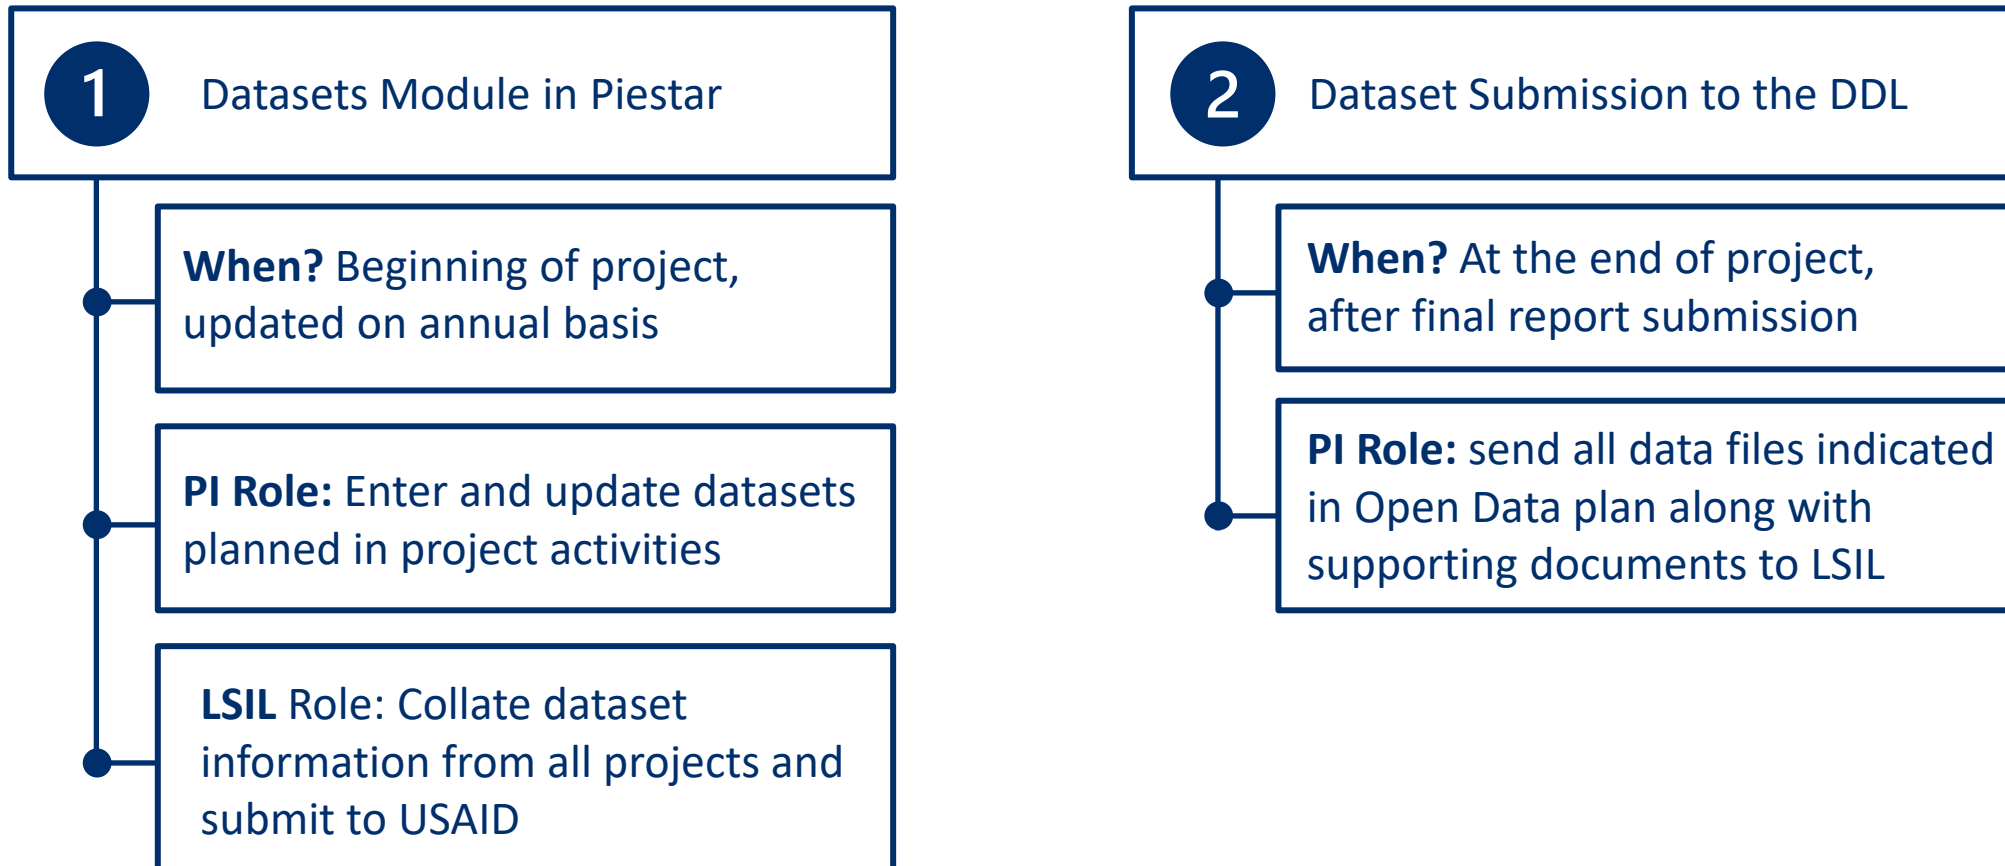 1
Datasets Module in Piestar
When? Beginning of project,
updated on annual basis
PI Role: Enter and update datasets
planned in project activities
LSIL Role: Collate dataset
information from all projects and
submit to USAID
2
Dataset Submission to the DDL
When? At the end of project,
after final report submission
PI Role: send all data files indicated
in Open Data plan along with
supporting documents to LSIL